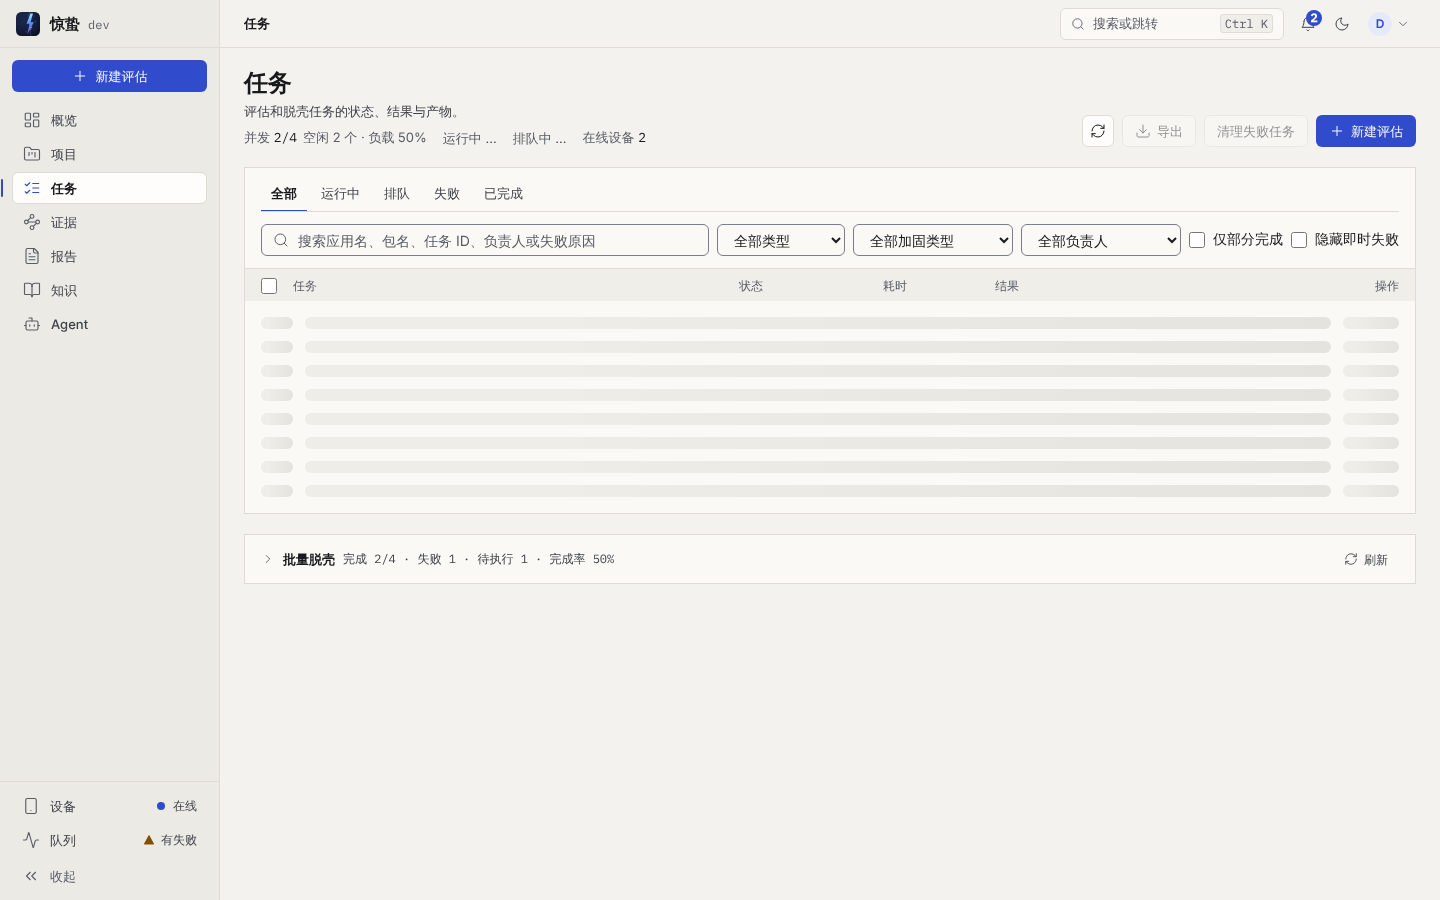 惊蛰 dev
新建评估
概览
项目
任务
证据
报告
知识
Agent
设备 在线
队列 有失败
收起
任务
搜索或跳转 Ctrl K
2
D
任务
评估和脱壳任务的状态、结果与产物。
并发 2/4 空闲 2 个 · 负载 50% 运行中 ... 排队中 ... 在线设备 2
导出 清理失败任务 新建评估
全部 运行中 排队 失败 已完成
搜索应用名、包名、任务 ID、负责人或失败原因 全部类型 全部加固类型 全部负责人 仅部分完成 隐藏即时失败
任务 状态 耗时 结果 操作
批量脱壳 完成 2/4 · 失败 1 · 待执行 1 · 完成率 50% 刷新